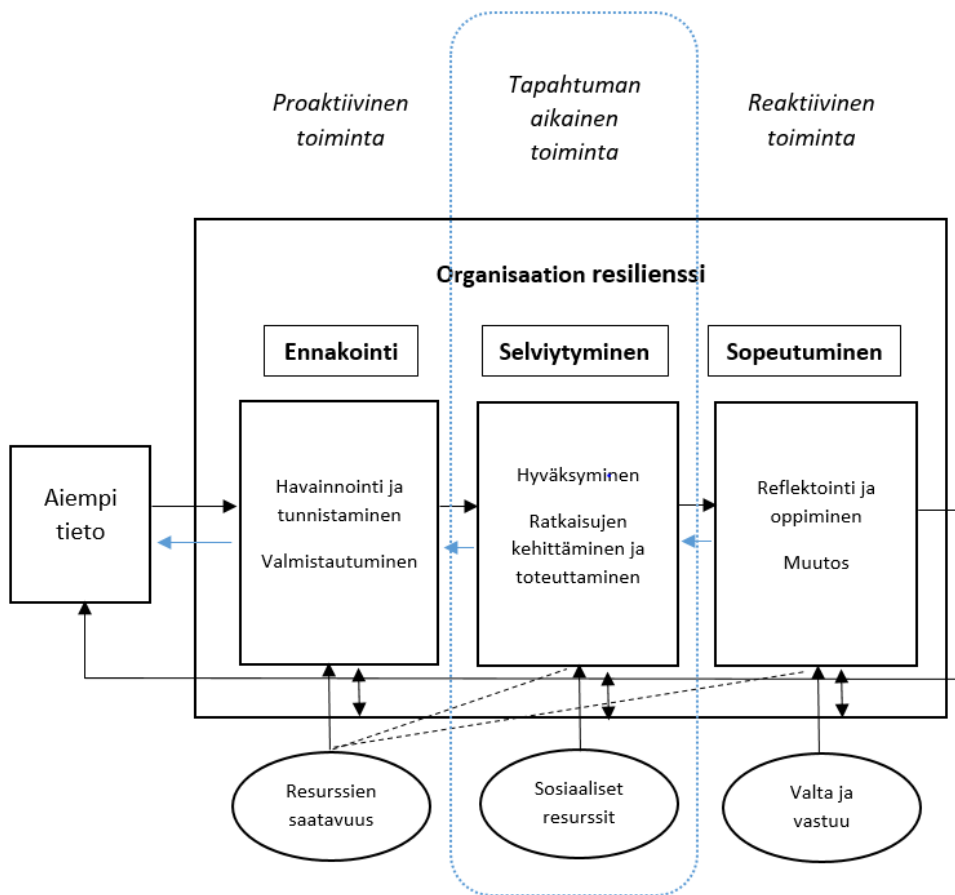 Proaktiivinen
toiminta
Tapahtuman
aikainen
toiminta
Reaktiivinen
toiminta
Organisaation resilienssi
Ennakointi
Selviytyminen
Sopeutuminen
Aiempi
tieto
Havainnointi ja
tunnistaminen
Valmistautuminen
Hyväksyminen
Ratkaisujen
kehittäminen ja
toteuttaminen
Reflektointi ja
oppiminen
Muutos
Resurssien
saatavuus
Sosiaaliset
resurssit
Valta ja
vastuu